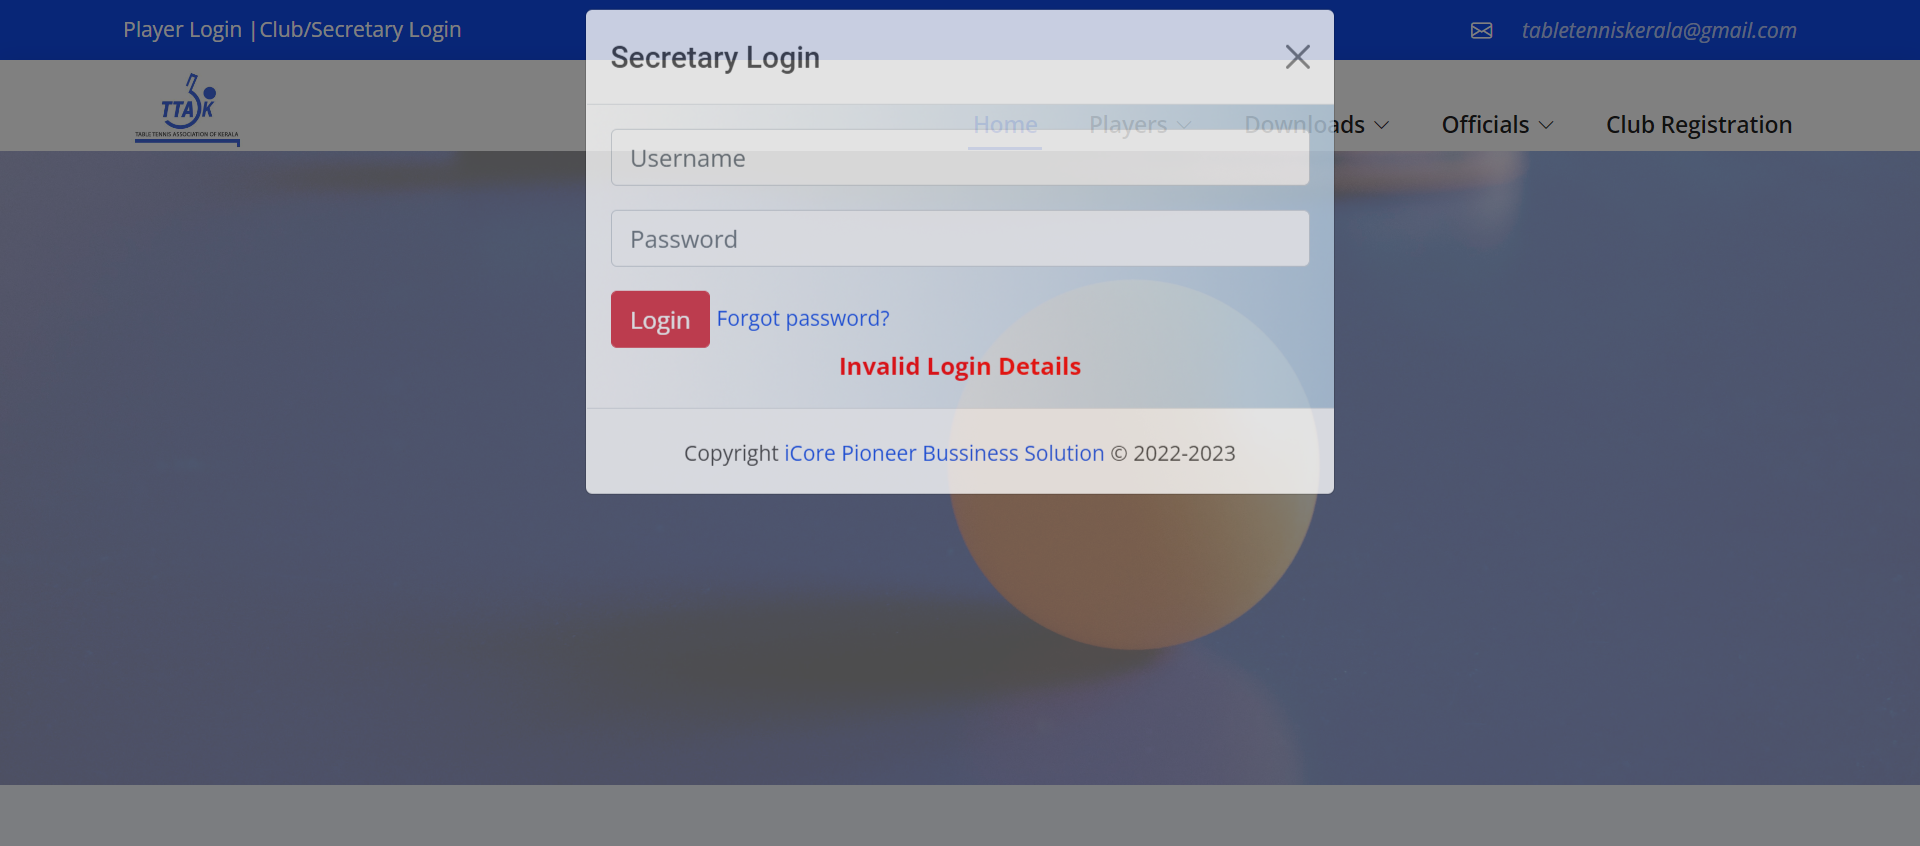 Player Login |Club/Secretary Login
tabletenniskerala@gmail.com
Secretary Login
TTASK
TABLE TENNIS ASSOCIATION OF KERALA
Home
Players
Downloads
Officials
Club Registration
Username
Password
Login
Forgot password?
Invalid Login Details
Copyright iCore Pioneer Bussiness Solution © 2022-2023